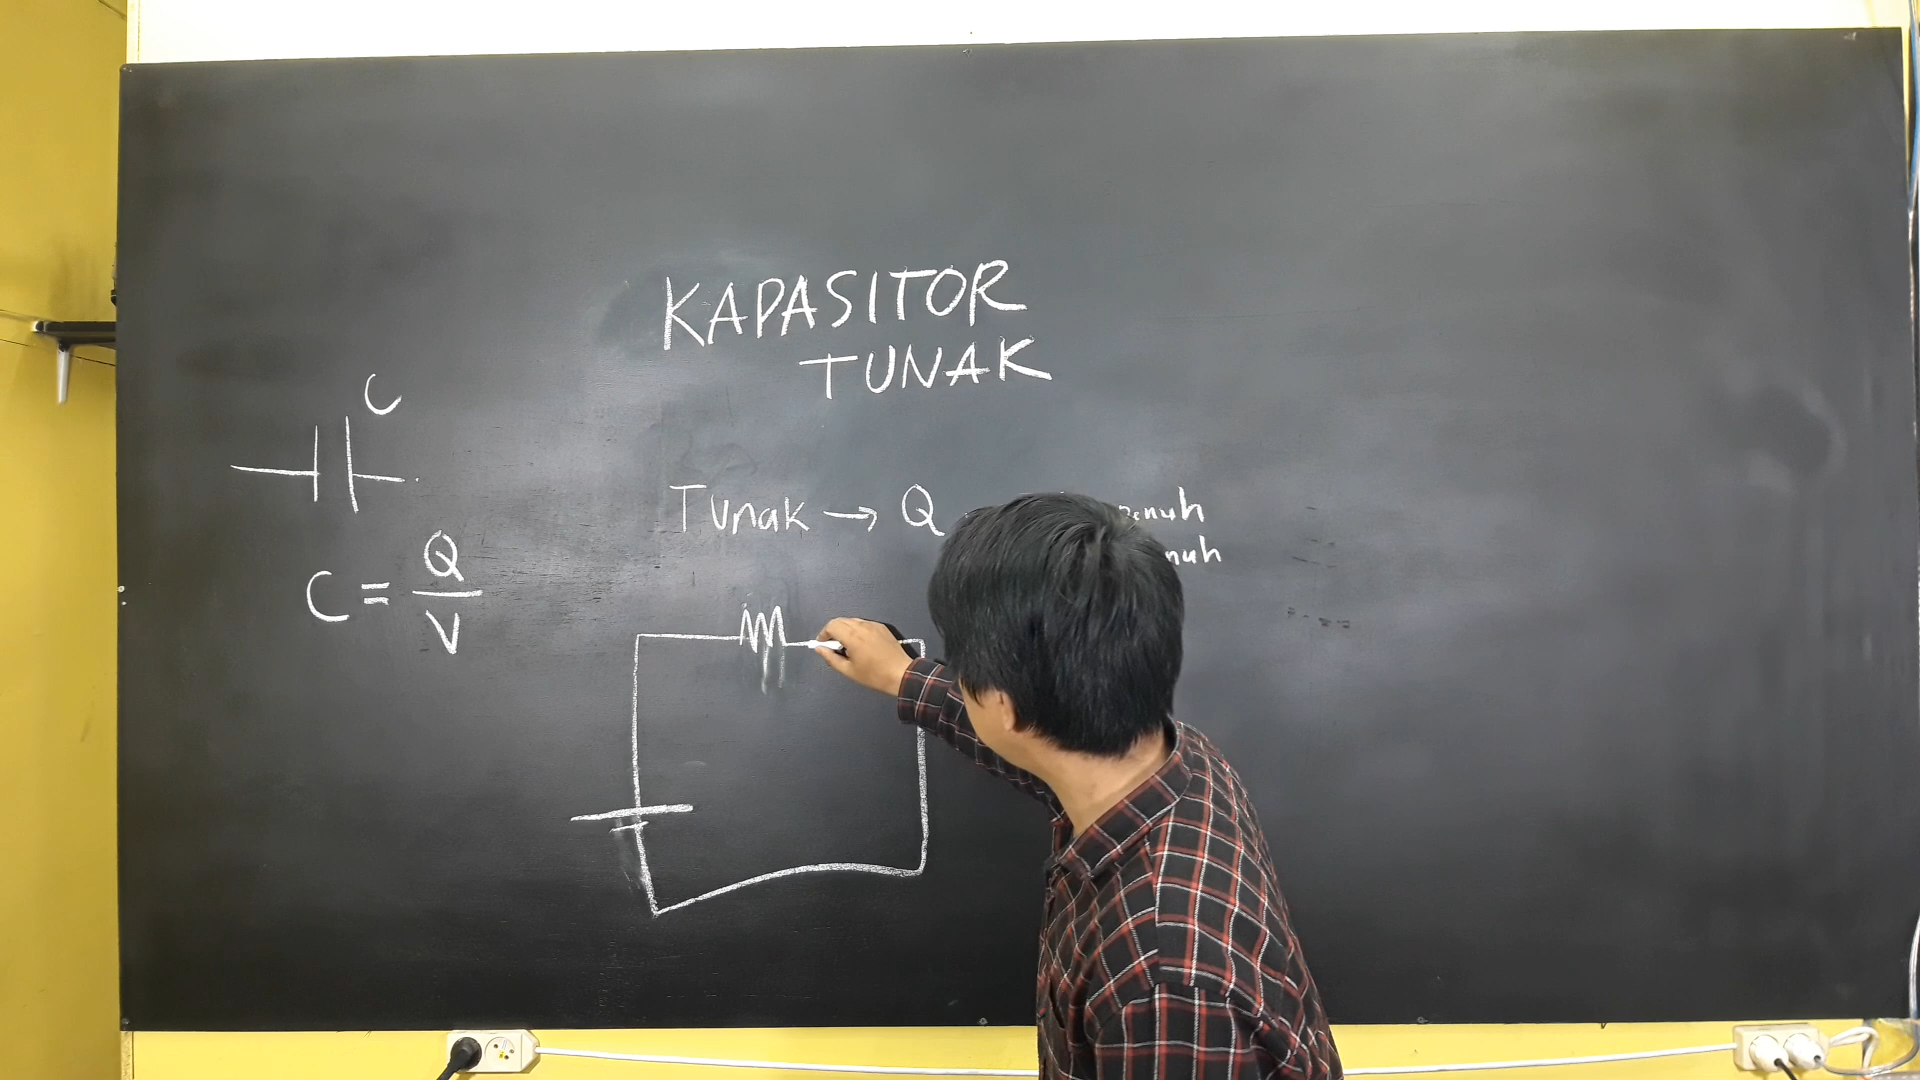 KAPASITOR
TUNAK
C
Tunak → Q
C = Q/V